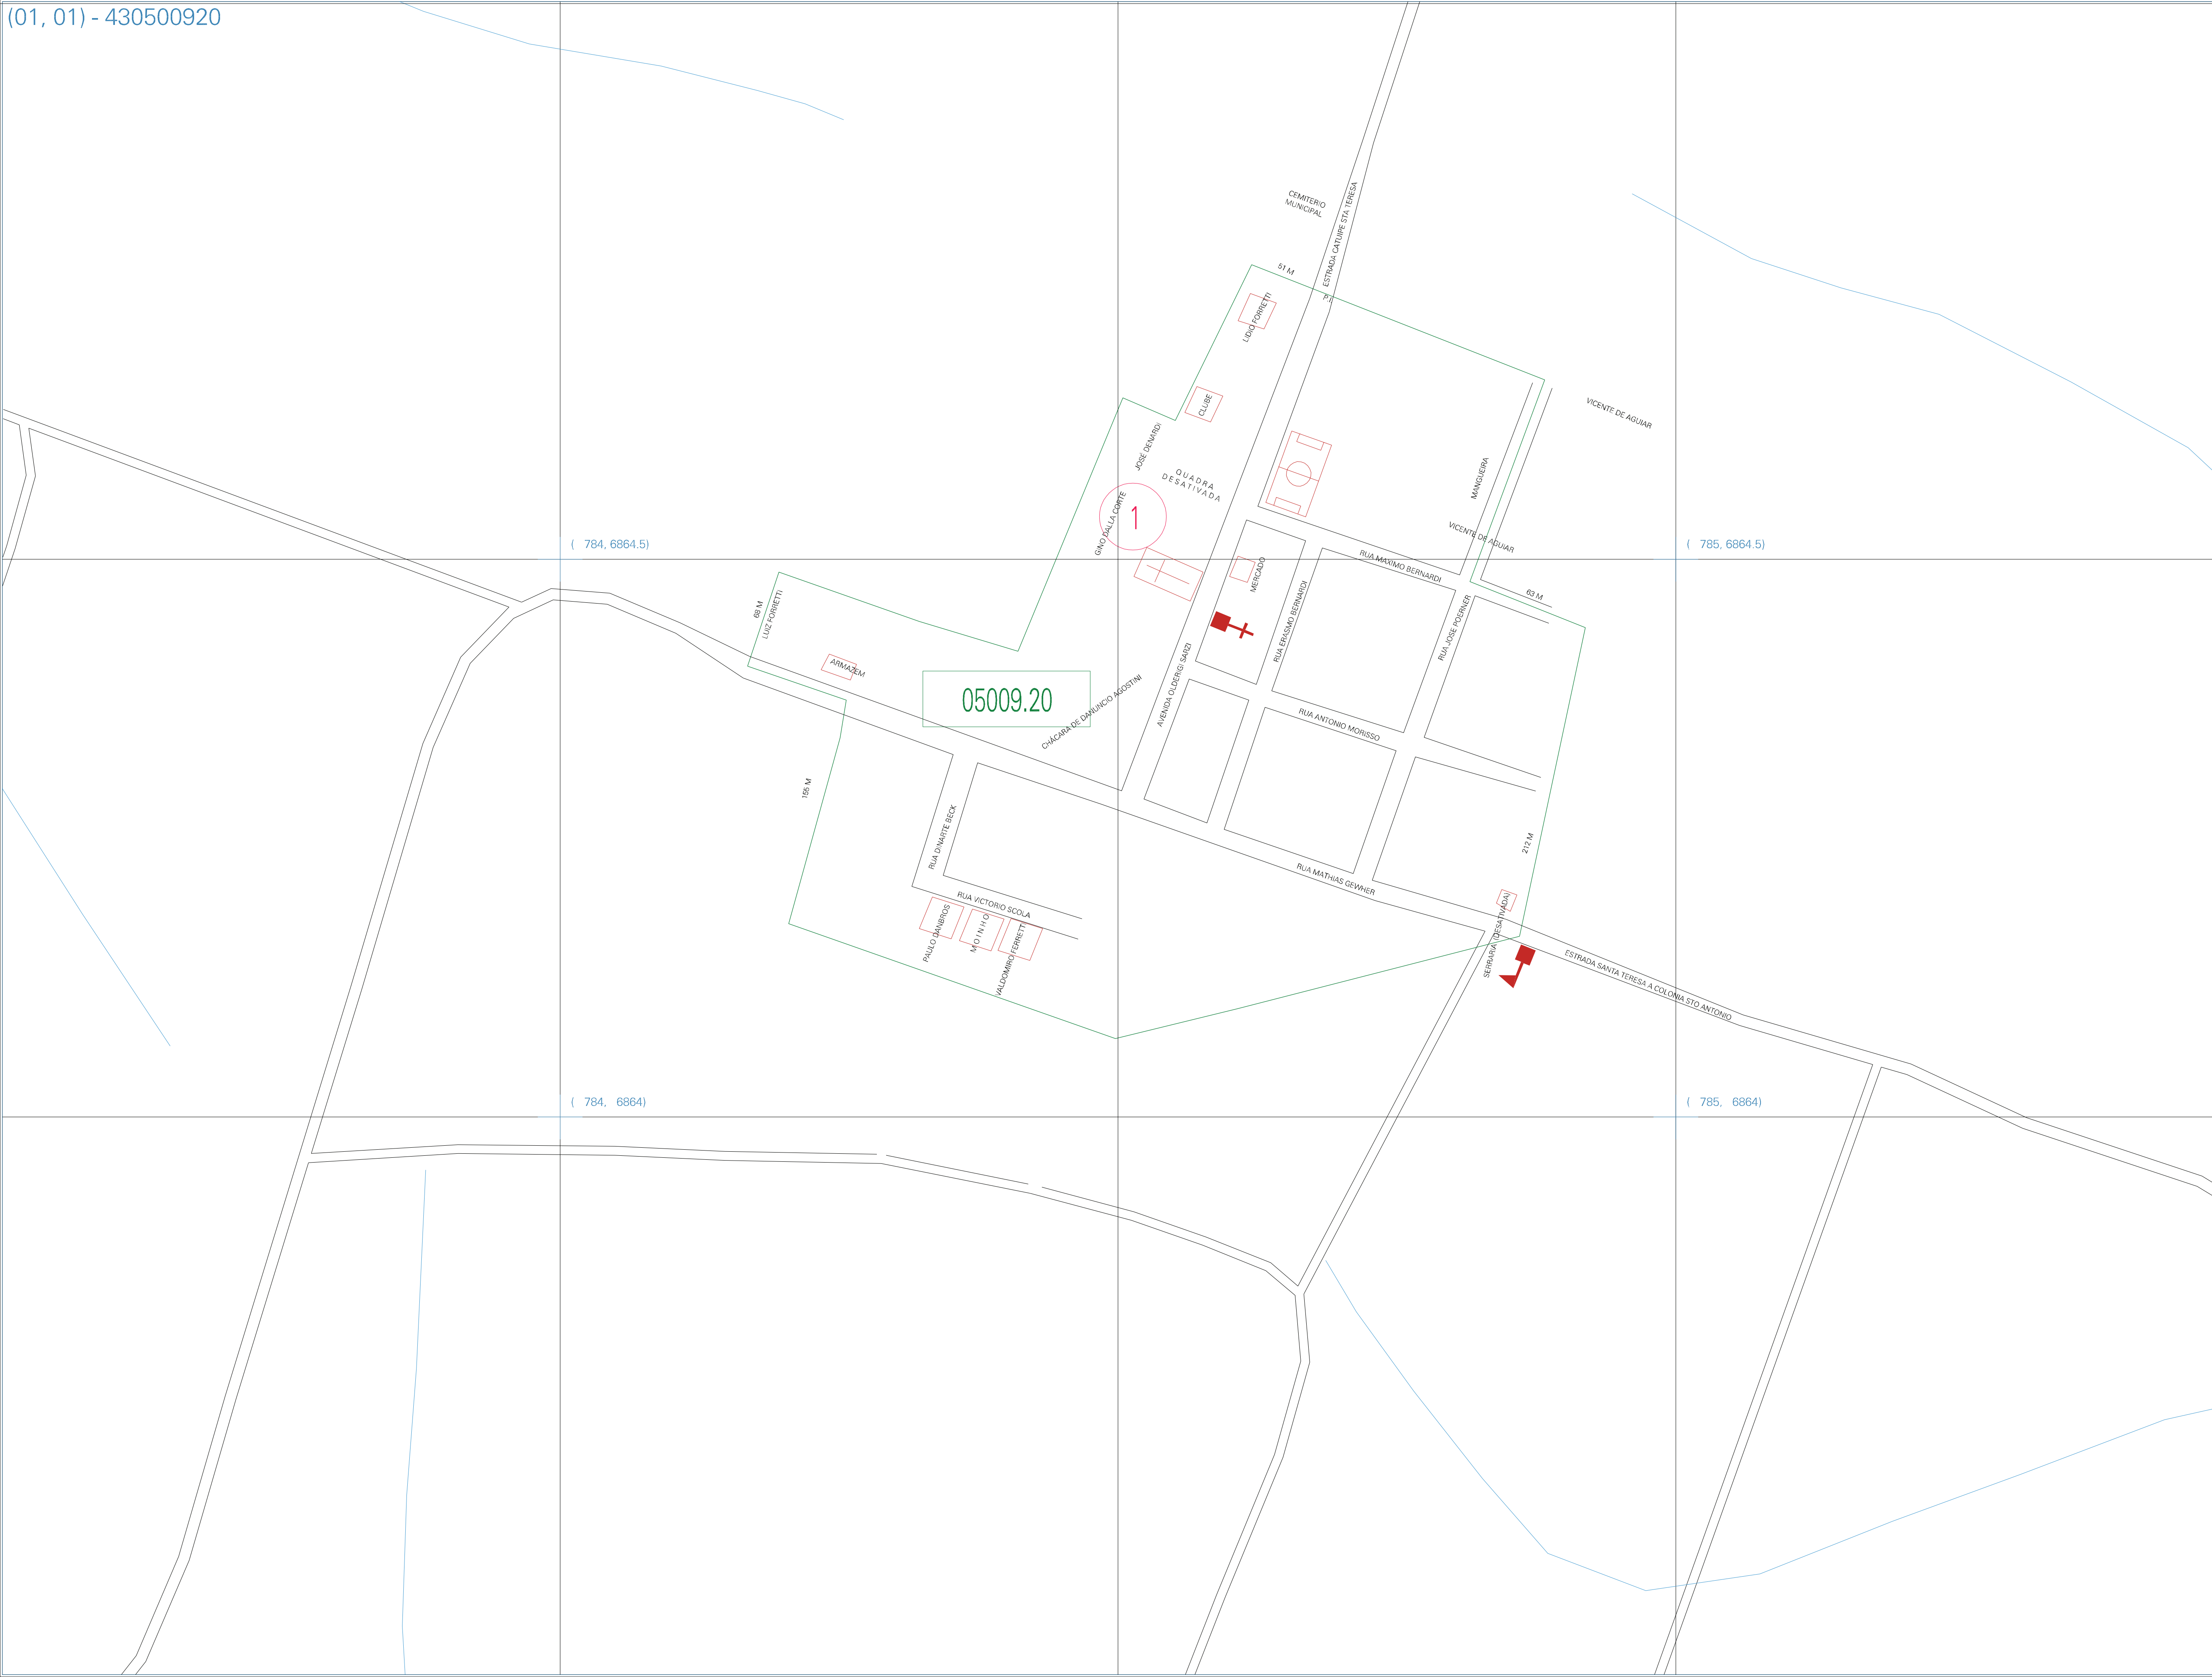 (01, 01) - 430500920
CEMITERIO
MUNICIPAL
ESTRADA CATUIPE STA TERESA
51 M
P.I.
LIDIO FORRETTI
CLUBE
VICENTE DE AGUIAR
JOSÉ DENARDI
QUADRA
DESATIVADA
MANGUEIRA
GINO DALLA CORTE
1
VICENTE DE AGUIAR
( 784, 6864.5)
( 785, 6864.5)
RUA MAXIMO BERNARDI
MERCADO
63 M
68 M
LUIZ FORRETTI
RUA ERASMO BERNARDI
RUA JOSE POERNER
ARMAZEM
05009.20
CHÁCARA DE DANUNCIO AGOSTINI
AVENIDA OLDERIGI SARZI
RUA ANTONIO MORISSO
155 M
RUA DINARTE BECK
212 M
RUA MATHIAS GEWHER
RUA VICTORIO SCOLA
PAULO DANBROS
MOINHO
VALDOMIRO FERRETTI
SERRARIA (DESATIVADA)
ESTRADA SANTA TERESA A COLONIA STO ANTONIO
( 784, 6864)
( 785, 6864)